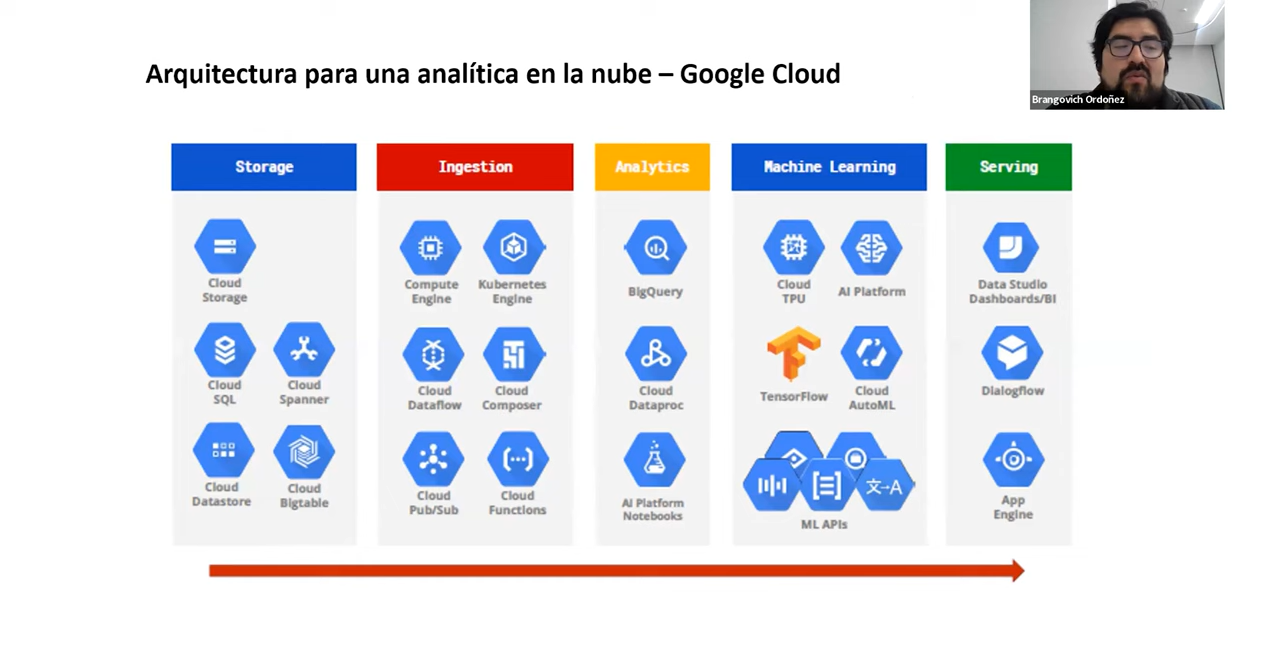 Arquitectura para una analítica en la nube – Google Cloud
Brangovich Ordoñez
Storage
Cloud
Storage
Cloud
SQL
Cloud
Spanner
Cloud
Datastore
Cloud
Bigtable
Ingestion
Compute
Engine
Kubernetes
Engine
Cloud
Dataflow
Cloud
Composer
Cloud
Pub/Sub
Cloud
Functions
Analytics
BigQuery
Cloud
Dataproc
AI Platform
Notebooks
Machine Learning
Cloud
TPU
AI Platform
TensorFlow
Cloud
AutoML
文→A
ML APIs
Serving
Data Studio
Dashboards/BI
Dialogflow
App
Engine